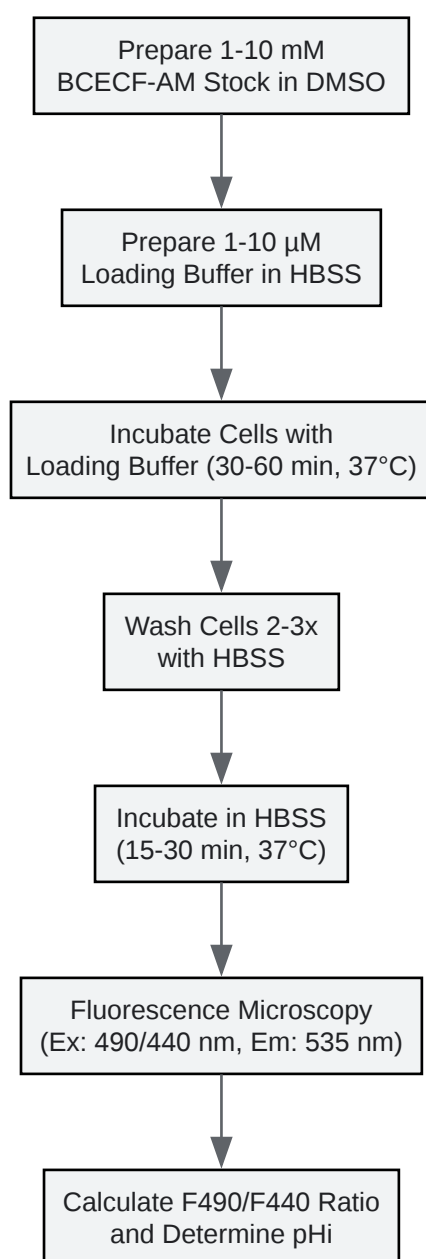 Prepare 1-10 mM
BCECF-AM Stock in DMSO
Prepare 1-10 µM
Loading Buffer in HBSS
Incubate Cells with
Loading Buffer (30-60 min, 37°C)
Wash Cells 2-3x
with HBSS
Incubate in HBSS
(15-30 min, 37°C)
Fluorescence Microscopy
(Ex: 490/440 nm, Em: 535 nm)
Calculate F490/F440 Ratio
and Determine pHi